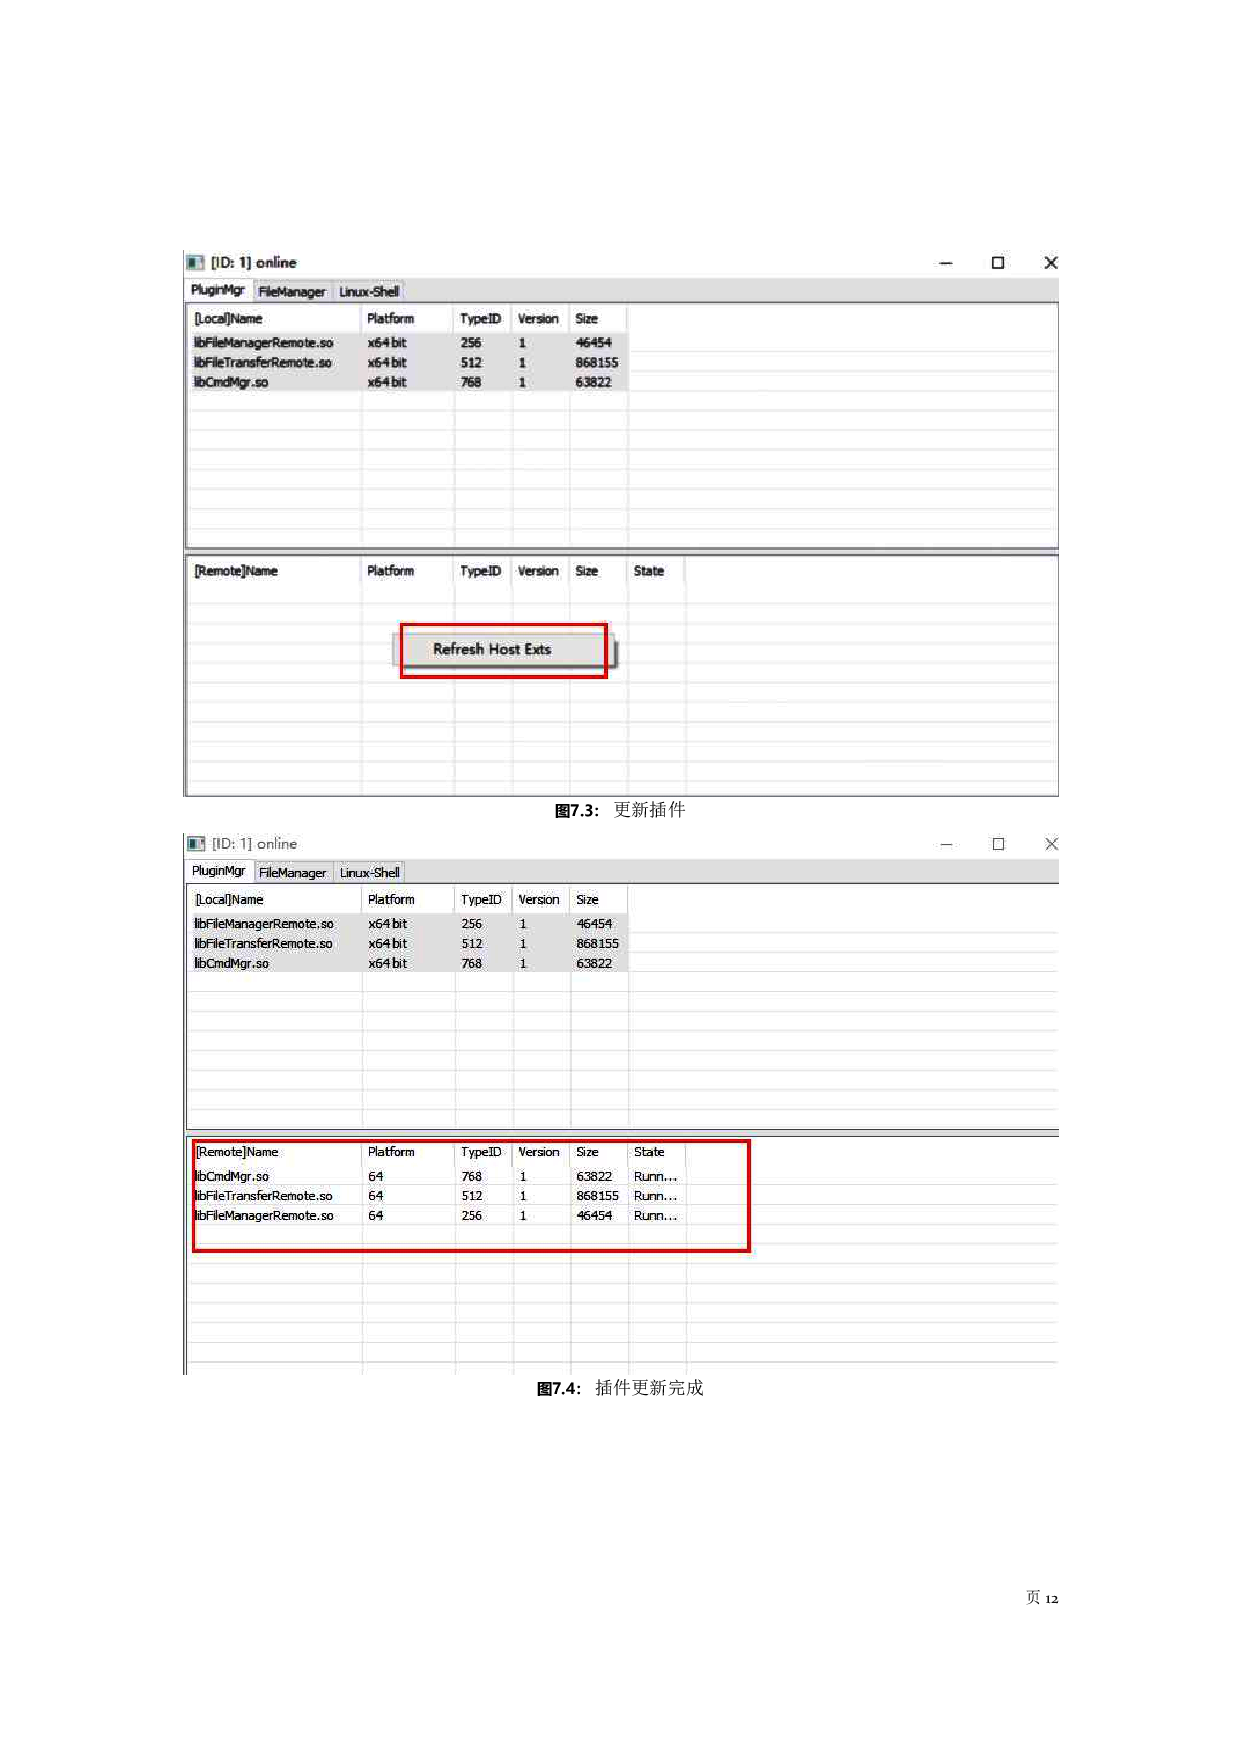 [ID: 1] online
PluginMgr FileManager Linux-Shell
[Local]Name Platform TypeID Version Size
libFileManagerRemote.so x64 bit 256 1 46454
libFileTransferRemote.so x64 bit 512 1 868155
libCmdMgr.so x64 bit 768 1 63822
[Remote]Name Platform TypeID Version Size State
Refresh Host Exts
图7.3: 更新插件
[ID: 1] online
PluginMgr FileManager Linux-Shell
[Local]Name Platform TypeID Version Size
libFileManagerRemote.so x64 bit 256 1 46454
libFileTransferRemote.so x64 bit 512 1 868155
libCmdMgr.so x64 bit 768 1 63822
[Remote]Name Platform TypeID Version Size State
libCmdMgr.so 64 768 1 63822 Runn...
libFileTransferRemote.so 64 512 1 868155 Runn...
libFileManagerRemote.so 64 256 1 46454 Runn...
图7.4: 插件更新完成
页 12